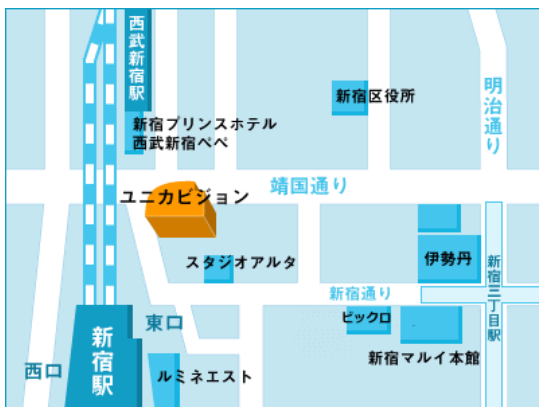 西武新宿駅
新宿プリンスホテル
西武新宿ぺぺ
新宿区役所
明治通り
ユニカビジョン
靖国通り
スタジオアルタ
伊勢丹
新宿三丁目駅
新宿通り
ビックロ
新宿マルイ本館
東口
新宿駅
西口
ルミネエスト